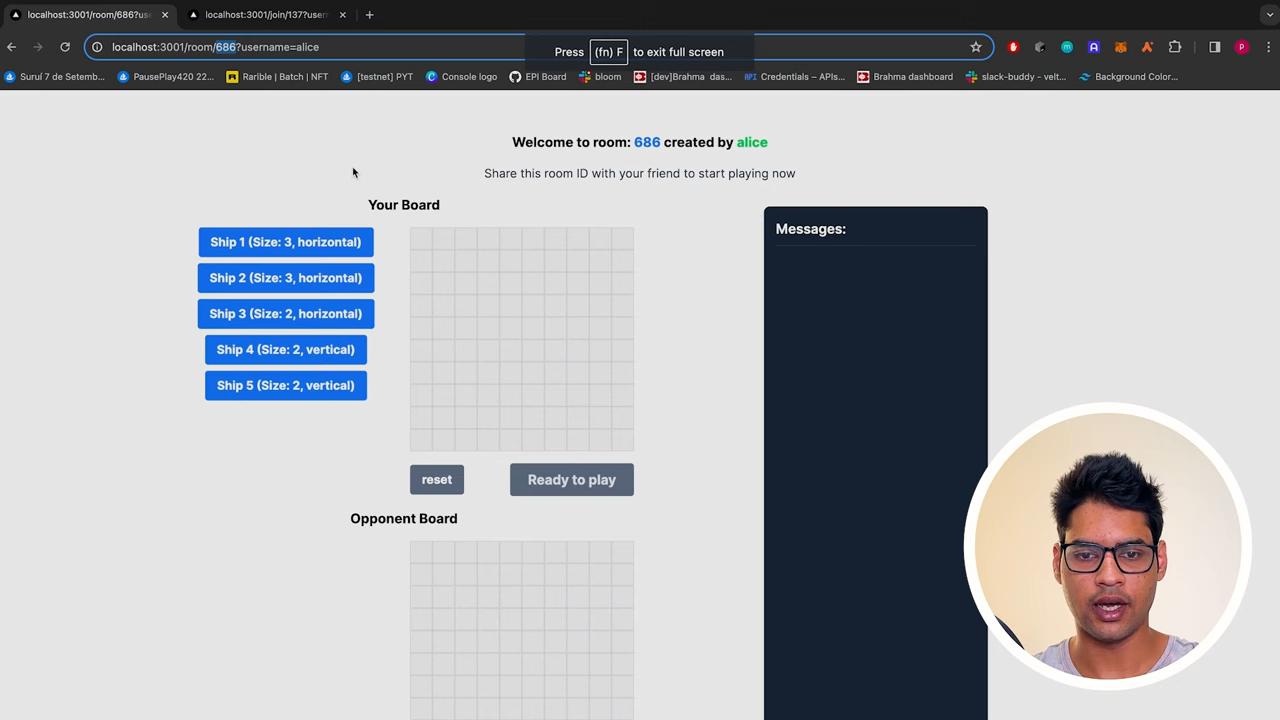 localhost:3001/room/686?use
localhost:3001/join/137?user
localhost:3001/room/686?username=alice
Press (fn) F to exit full screen
Suruí 7 de Setemb...
PausePlay420 22...
Rarible | Batch | NFT
[testnet] PYT
Console logo
EPI Board
bloom
[dev]Brahma das...
API Credentials – APIs...
Brahma dashboard
slack-buddy - velt...
Background Color...
Welcome to room: 686 created by alice
Share this room ID with your friend to start playing now
Your Board
Ship 1 (Size: 3, horizontal)
Ship 2 (Size: 3, horizontal)
Ship 3 (Size: 2, horizontal)
Ship 4 (Size: 2, vertical)
Ship 5 (Size: 2, vertical)
reset
Ready to play
Opponent Board
Messages: